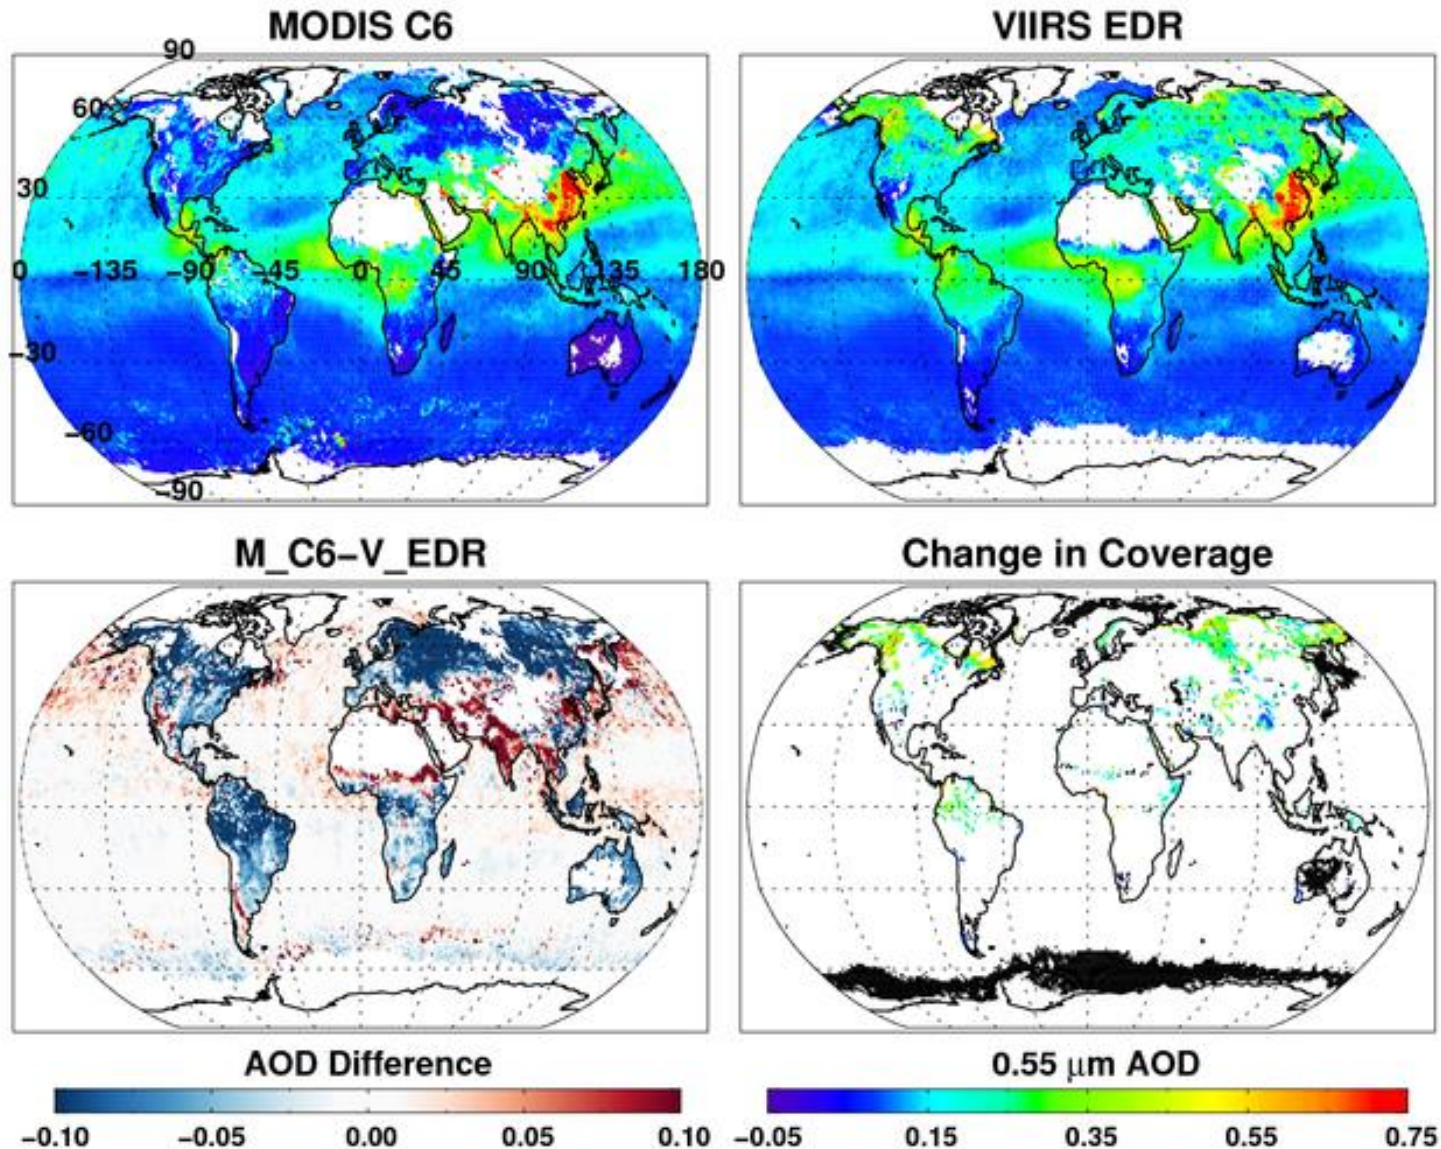 MODIS C6
VIIRS EDR
90
60
30
0 −135 −90 −45 0 45 90 135 180
−30
−60
−90
M_C6−V_EDR
Change in Coverage
AOD Difference
0.55 μm AOD
−0.10 −0.05 0.00 0.05 0.10
−0.05 0.15 0.35 0.55 0.75